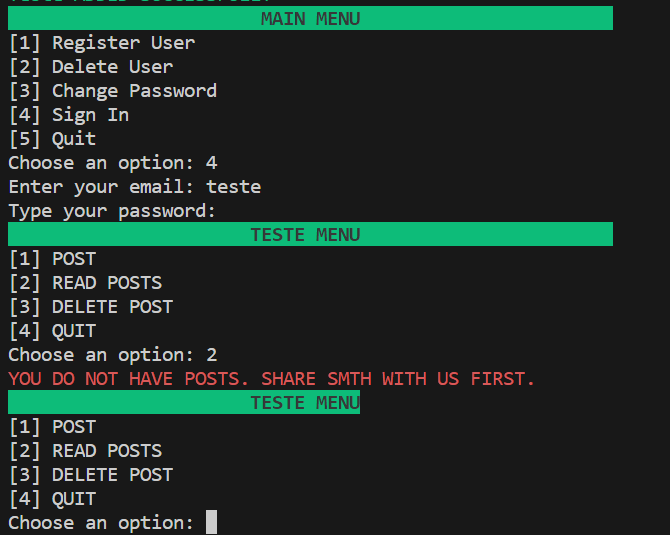 MAIN MENU
[1] Register User
[2] Delete User
[3] Change Password
[4] Sign In
[5] Quit
Choose an option: 4
Enter your email: teste
Type your password:
TESTE MENU
[1] POST
[2] READ POSTS
[3] DELETE POST
[4] QUIT
Choose an option: 2
YOU DO NOT HAVE POSTS. SHARE SMTH WITH US FIRST.
TESTE MENU
[1] POST
[2] READ POSTS
[3] DELETE POST
[4] QUIT
Choose an option: